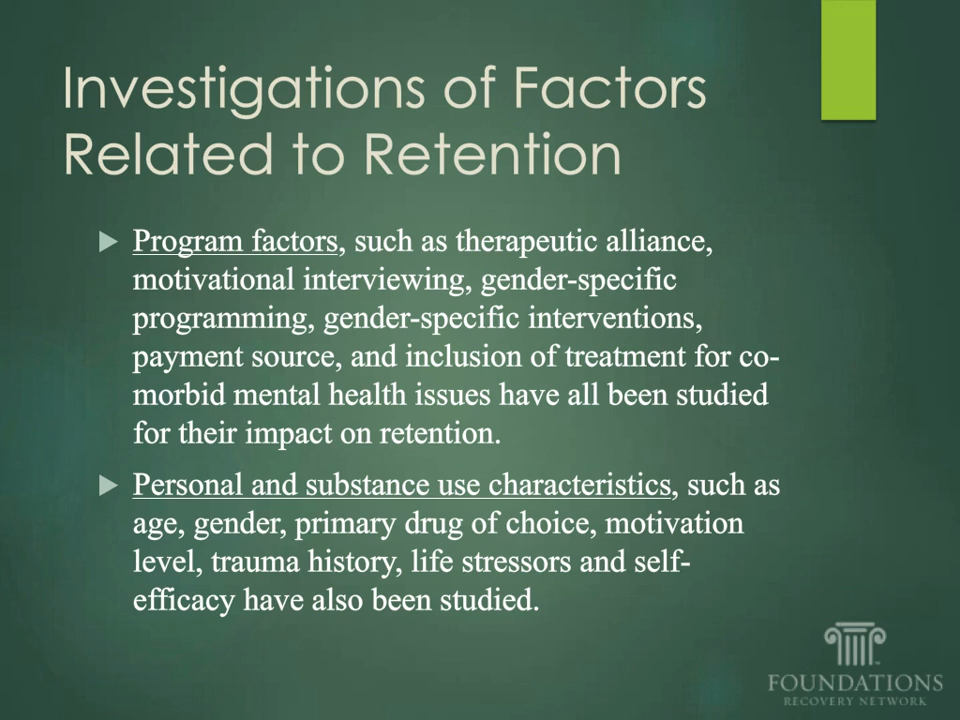 Investigations of Factors
Related to Retention
Program factors, such as therapeutic alliance,
motivational interviewing, gender-specific
programming, gender-specific interventions,
payment source, and inclusion of treatment for co-
morbid mental health issues have all been studied
for their impact on retention.
Personal and substance use characteristics, such as
age, gender, primary drug of choice, motivation
level, trauma history, life stressors and self-
efficacy have also been studied.
FOUNDATIONS
RECOVERY NETWORK